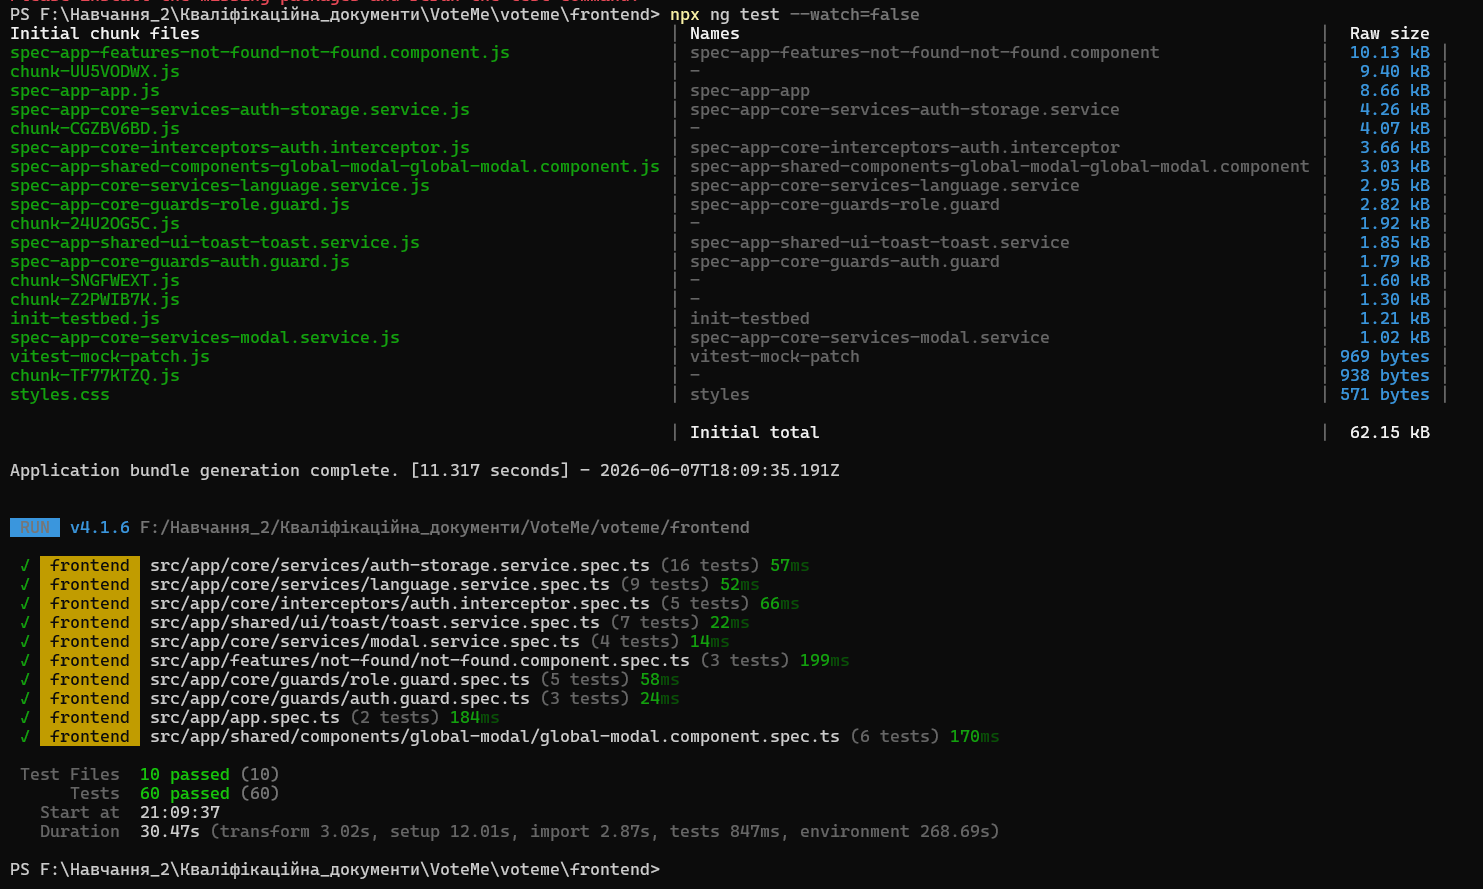 PS F:\Навчання_2\Кваліфікаційна_документи\VoteMe\voteme\frontend> npx ng test --watch=false
Initial chunk files | Names | Raw size
spec-app-features-not-found-not-found.component.js | spec-app-features-not-found-not-found.component | 10.13 kB |
chunk-UU5VODWX.js | - | 9.40 kB |
spec-app-app.js | spec-app-app | 8.66 kB |
spec-app-core-services-auth-storage.service.js | spec-app-core-services-auth-storage.service | 4.26 kB |
chunk-CGZBV6BD.js | - | 4.07 kB |
spec-app-core-interceptors-auth.interceptor.js | spec-app-core-interceptors-auth.interceptor | 3.66 kB |
spec-app-shared-components-global-modal-global-modal.component.js | spec-app-shared-components-global-modal-global-modal.component | 3.03 kB |
spec-app-core-services-language.service.js | spec-app-core-services-language.service | 2.95 kB |
spec-app-core-guards-role.guard.js | spec-app-core-guards-role.guard | 2.82 kB |
chunk-24U2OG5C.js | - | 1.92 kB |
spec-app-shared-ui-toast-toast.service.js | spec-app-shared-ui-toast-toast.service | 1.85 kB |
spec-app-core-guards-auth.guard.js | spec-app-core-guards-auth.guard | 1.79 kB |
chunk-SNGFWEXT.js | - | 1.60 kB |
chunk-Z2PWIB7K.js | - | 1.30 kB |
init-testbed.js | init-testbed | 1.21 kB |
spec-app-core-services-modal.service.js | spec-app-core-services-modal.service | 1.02 kB |
vitest-mock-patch.js | vitest-mock-patch | 969 bytes |
chunk-TF77KTZQ.js | - | 938 bytes |
styles.css | styles | 571 bytes |
| Initial total | 62.15 kB
Application bundle generation complete. [11.317 seconds] - 2026-06-07T18:09:35.191Z
RUN v4.1.6 F:/Навчання_2/Кваліфікаційна_документи/VoteMe/voteme/frontend
✓ frontend src/app/core/services/auth-storage.service.spec.ts (16 tests) 57ms
✓ frontend src/app/core/services/language.service.spec.ts (9 tests) 52ms
✓ frontend src/app/core/interceptors/auth.interceptor.spec.ts (5 tests) 66ms
✓ frontend src/app/shared/ui/toast/toast.service.spec.ts (7 tests) 22ms
✓ frontend src/app/core/services/modal.service.spec.ts (4 tests) 14ms
✓ frontend src/app/features/not-found/not-found.component.spec.ts (3 tests) 199ms
✓ frontend src/app/core/guards/role.guard.spec.ts (5 tests) 58ms
✓ frontend src/app/core/guards/auth.guard.spec.ts (3 tests) 24ms
✓ frontend src/app/app.spec.ts (2 tests) 184ms
✓ frontend src/app/shared/components/global-modal/global-modal.component.spec.ts (6 tests) 170ms
Test Files 10 passed (10)
Tests 60 passed (60)
Start at 21:09:37
Duration 30.47s (transform 3.02s, setup 12.01s, import 2.87s, tests 847ms, environment 268.69s)
PS F:\Навчання_2\Кваліфікаційна_документи\VoteMe\voteme\frontend>